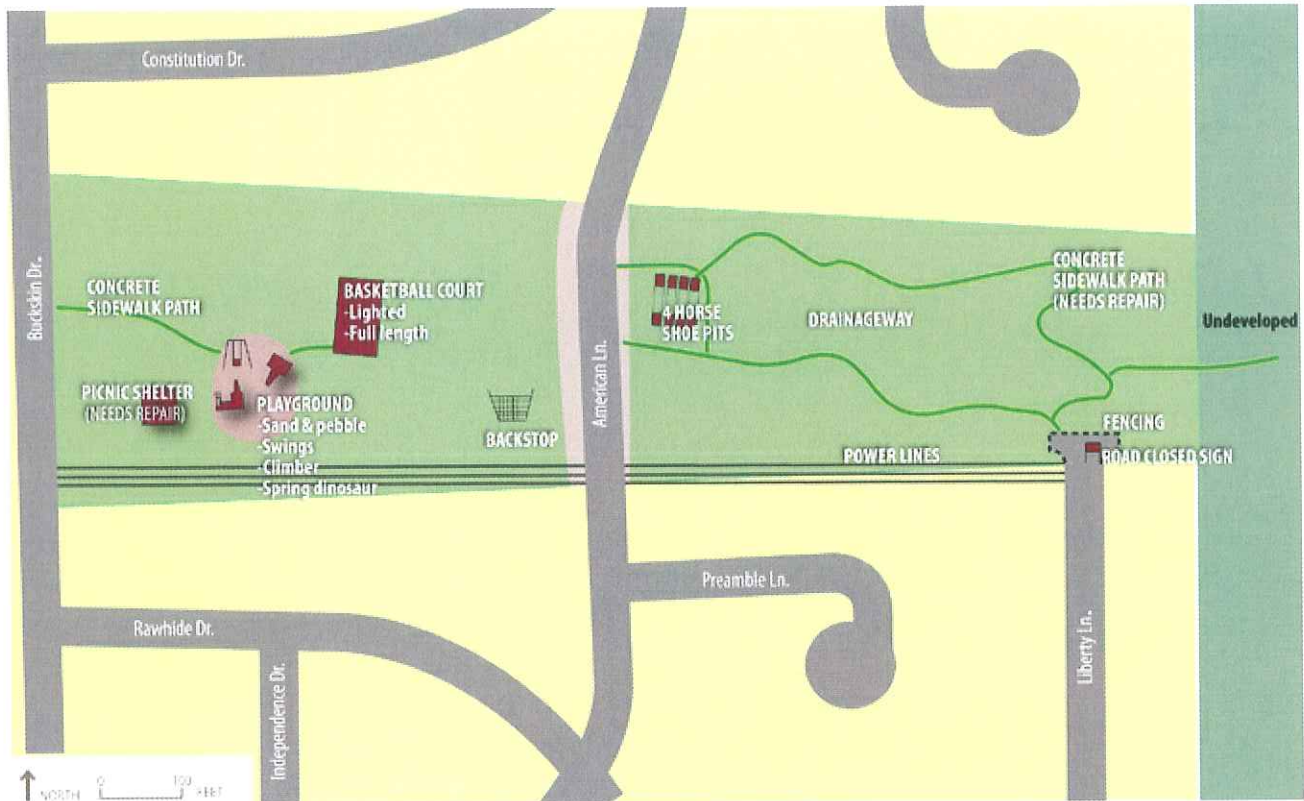 Constitution Dr.
Buckskin Dr.
CONCRETE
SIDEWALK PATH
BASKETBALL COURT
-Lighted
-Full length
PICNIC SHELTER
(NEEDS REPAIR)
PLAYGROUND
-Sand & pebble
-Swings
-Climber
-Spring dinosaur
BACKSTOP
American Ln.
4 HORSE
SHOE PITS
DRAINAGEWAY
CONCRETE
SIDEWALK PATH
(NEEDS REPAIR)
Undeveloped
FENCING
POWER LINES
ROAD CLOSED SIGN
Preamble Ln.
Rawhide Dr.
Independence Dr.
Liberty Ln.
NORTH
0 100 FEET